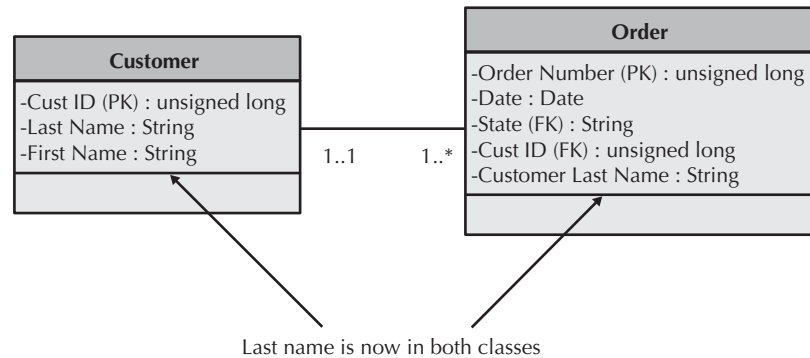 Customer
-Cust ID (PK) : unsigned long
-Last Name : String
-First Name : String
1..1
1..*
Order
-Order Number (PK) : unsigned long
-Date : Date
-State (FK) : String
-Cust ID (FK) : unsigned long
-Customer Last Name : String
Last name is now in both classes